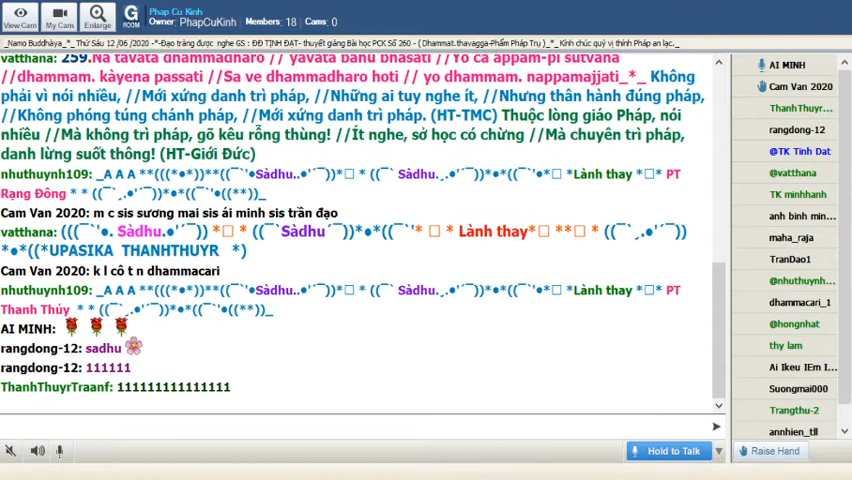 View Cam
My Cam
Enlarge
G
ROOM
Phap Cu Kinh
Owner: PhapCuKinh Members: 18 Cams: 0
_Namo Buddhàya_*_ Thứ Sáu 12 /06 /2020 -*-Đạo tràng được nghe GS : ĐĐ TỊNH ĐẠT- thuyết giảng Bài học PCK Số 260 - ( Dhammat.thavagga-Phẩm Pháp Trụ )_*_ Kính chúc quý vị thính Pháp an lạc._
vatthana: 259.Na tàvatà dhammadharo // yàvatà bahu bhàsati //Yo ca appam-pi sutvàna
//dhammam. kàyena passati //Sa ve dhammadharo hoti // yo dhammam. nappamajjati_*_ Không
phải vì nói nhiều, //Mới xứng danh trì pháp, //Những ai tuy nghe ít, //Nhưng thân hành đúng pháp,
//Không phóng túng chánh pháp, //Mới xứng danh trì pháp. (HT-TMC) Thuộc lòng giáo Pháp, nói
nhiều //Mà không trì pháp, gõ kêu rỗng thùng! //Ít nghe, sở học có chừng //Mà chuyên trì pháp,
danh lừng suốt thông! (HT-Giới Đức)
nhuthuynh109: _A A A **(((*●*))**((¯`'●Sàdhu..●'´¯))*□ * ((¯` Sàdhu.¸.●'´¯))*●*((¯`'●*□ *Lành thay *□* PT
Rạng Đông * * ((¯`¸.●'´¯))*●*((¯`'●((**))_
Cam Van 2020: m c sis sương mai sis ái minh sis trần đạo
vatthana: (((¯`'●. Sàdhu.●'´¯)) *□ * ((¯`Sàdhu´¯))*●*((¯`'* □ * Lành thay*□ **□ * ((¯`¸.●'´¯))
*●*((*UPASIKA THANHTHUYR *)
Cam Van 2020: k l cô t n dhammacari
nhuthuynh109: _A A A **(((*●*))**((¯`'●Sàdhu..●'´¯))*□ * ((¯` Sàdhu.¸.●'´¯))*●*((¯`'●*□ *Lành thay *□* PT
Thanh Thủy * * ((¯`¸.●'´¯))*●*((¯`'●((**))_
AI MINH:
rangdong-12: sadhu
rangdong-12: 111111
ThanhThuyrTraanf: 111111111111111
Hold to Talk
AI MINH
Cam Van 2020
ThanhThuyr...
rangdong-12
@TK Tinh Dat
@vatthana
TK minhhanh
anh binh min...
maha_raja
TranDao1
@nhuthuynh...
dhammacari_1
@hongnhat
thy lam
Ai Ikeu IEm I...
Suongmai000
Trangthu-2
annhien_tll
Raise Hand